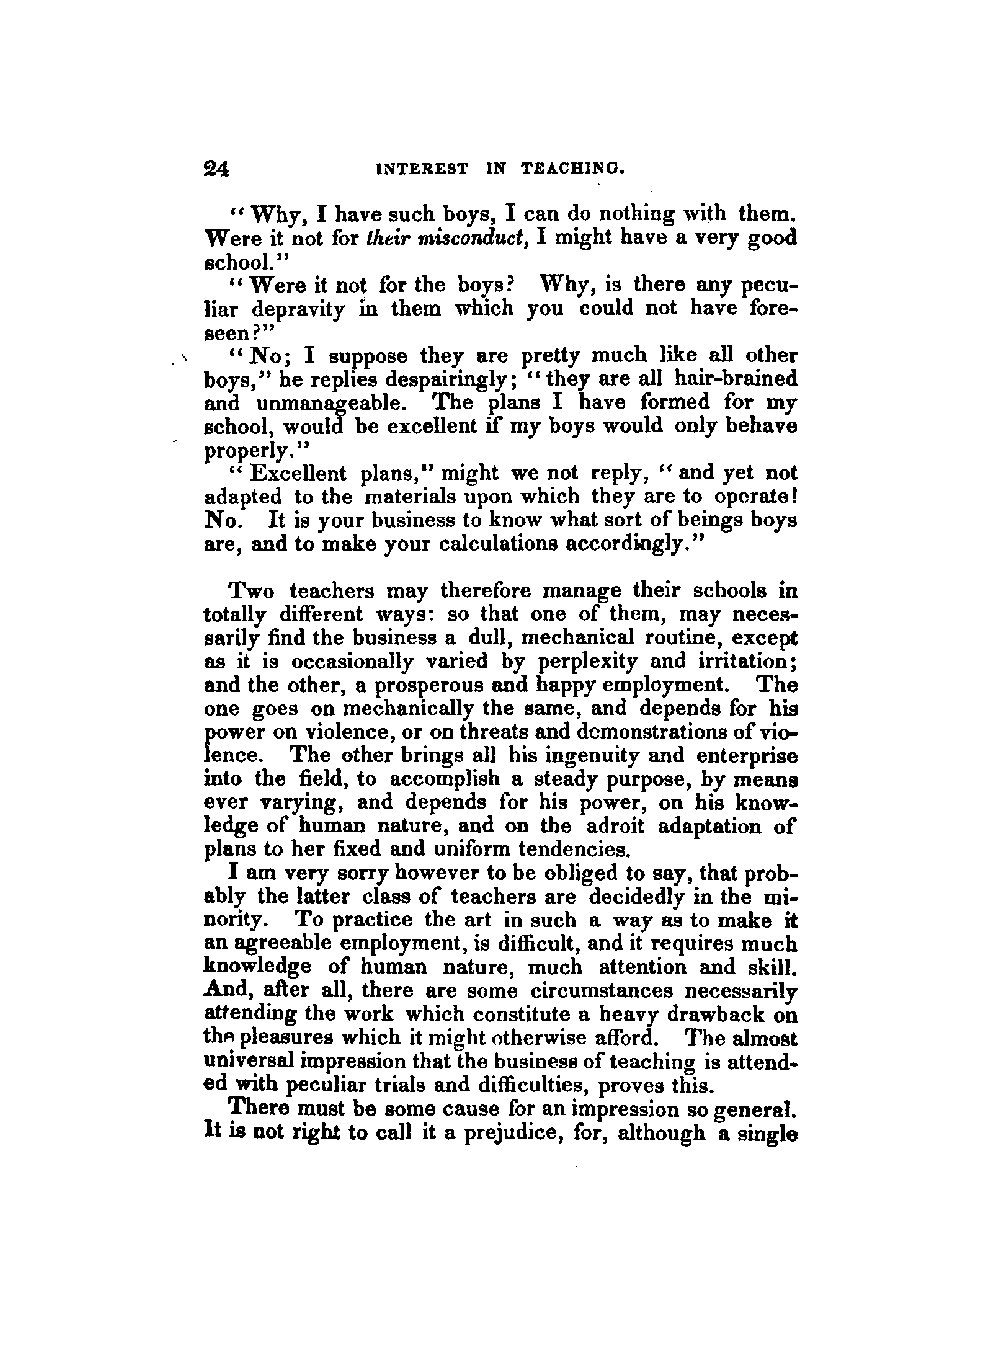 24 INTEREST IN TEACHING.
“Why, I have such boys, I can do nothing with them.
Were it not for their misconduct, I might have a very good
school.”
“Were it not for the boys? Why, is there any pecu-
liar depravity in them which you could not have fore-
seen?”
“No; I suppose they are pretty much like all other
boys,” he replies despairingly; “they are all hair-brained
and unmanageable. The plans I have formed for my
school, would be excellent if my boys would only behave
properly.”
“Excellent plans,” might we not reply, “and yet not
adapted to the materials upon which they are to operate!
No. It is your business to know what sort of beings boys
are, and to make your calculations accordingly.”
Two teachers may therefore manage their schools in
totally different ways: so that one of them, may neces-
sarily find the business a dull, mechanical routine, except
as it is occasionally varied by perplexity and irritation;
and the other, a prosperous and happy employment. The
one goes on mechanically the same, and depends for his
power on violence, or on threats and demonstrations of vio-
lence. The other brings all his ingenuity and enterprise
into the field, to accomplish a steady purpose, by means
ever varying, and depends for his power, on his know-
ledge of human nature, and on the adroit adaptation of
plans to her fixed and uniform tendencies.
I am very sorry however to be obliged to say, that prob-
ably the latter class of teachers are decidedly in the mi-
nority. To practice the art in such a way as to make it
an agreeable employment, is difficult, and it requires much
knowledge of human nature, much attention and skill.
And, after all, there are some circumstances necessarily
attending the work which constitute a heavy drawback on
the pleasures which it might otherwise afford. The almost
universal impression that the business of teaching is attend-
ed with peculiar trials and difficulties, proves this.
There must be some cause for an impression so general.
It is not right to call it a prejudice, for, although a single